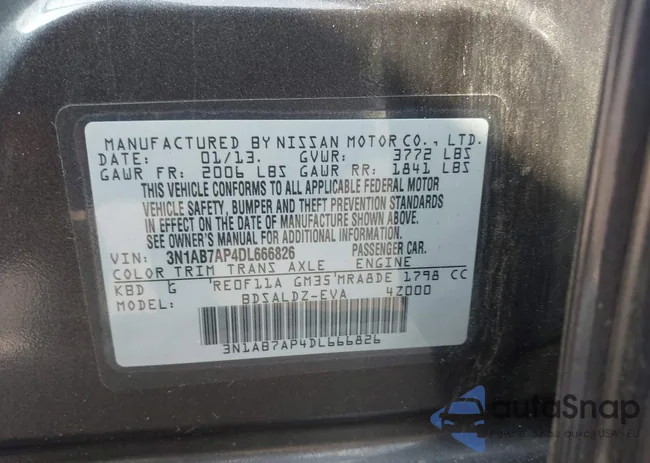 MANUFACTURED BY NISSAN MOTOR CO., LTD.
DATE: 01/13. GVWR: 3772 LBS
GAWR FR: 2006 LBS GAWR RR: 1841 LBS
THIS VEHICLE CONFORMS TO ALL APPLICABLE FEDERAL MOTOR
VEHICLE SAFETY, BUMPER AND THEFT PREVENTION STANDARDS
IN EFFECT ON THE DATE OF MANUFACTURE SHOWN ABOVE.
SEE OWNER'S MANUAL FOR ADDITIONAL INFORMATION.
VIN: 3N1AB7AP4DL666826 PASSENGER CAR.
COLOR TRIM TRANS AXLE ENGINE
KBD G 'RE0F11A GM35'MRA8DE 1798 CC
MODEL: BDSALDZ-EVA 4Z000
3N1AB7AP4DL666826
autoSnap